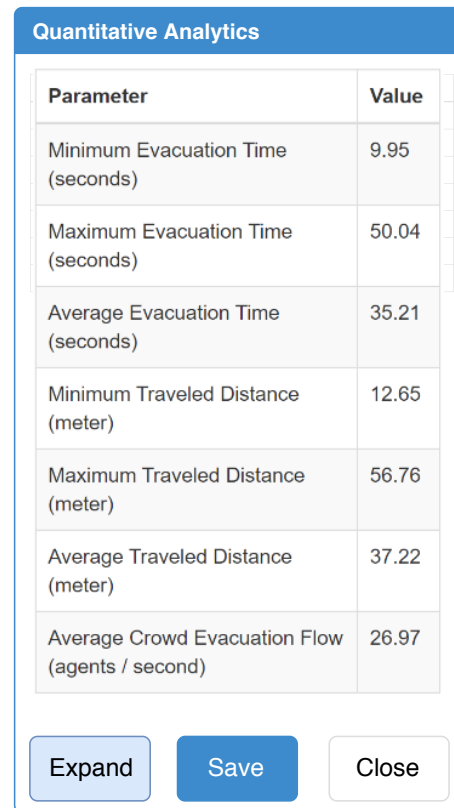 Quantitative Analytics
Parameter Value
Minimum Evacuation Time 9.95
(seconds)
Maximum Evacuation Time 50.04
(seconds)
Average Evacuation Time 35.21
(seconds)
Minimum Traveled Distance 12.65
(meter)
Maximum Traveled Distance 56.76
(meter)
Average Traveled Distance 37.22
(meter)
Average Crowd Evacuation Flow 26.97
(agents / second)
Expand Save Close